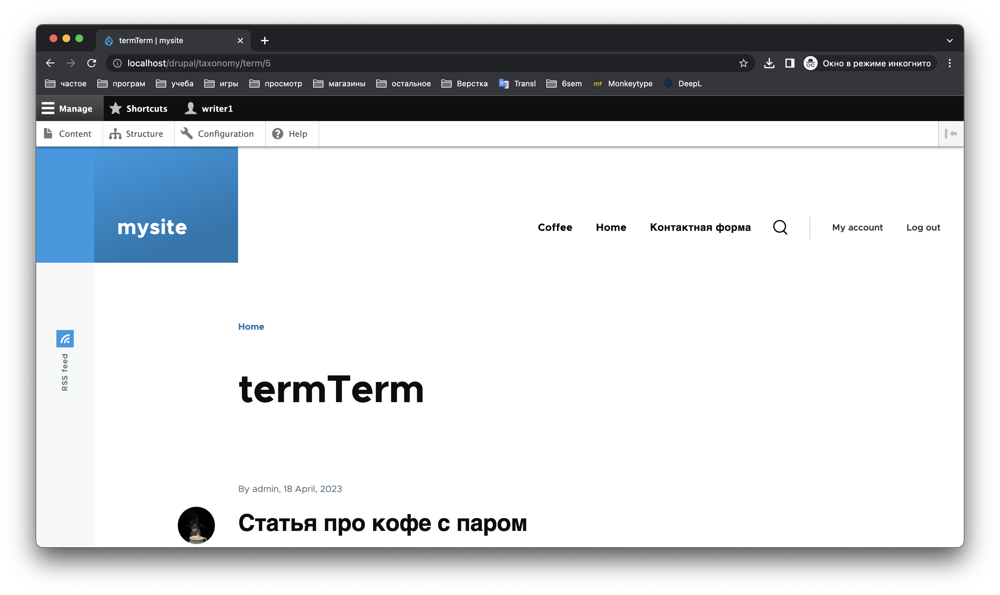 termTerm | mysite
localhost/drupal/taxonomy/term/5
Окно в режиме инкогнито
частое програм учеба игры просмотр магазины остальное Верстка Transl 6sem mt Monkeytype DeepL
Manage Shortcuts writer1
Content Structure Configuration Help
mysite
Coffee Home Контактная форма My account Log out
Home
RSS feed
termTerm
By admin, 18 April, 2023
Статья про кофе с паром